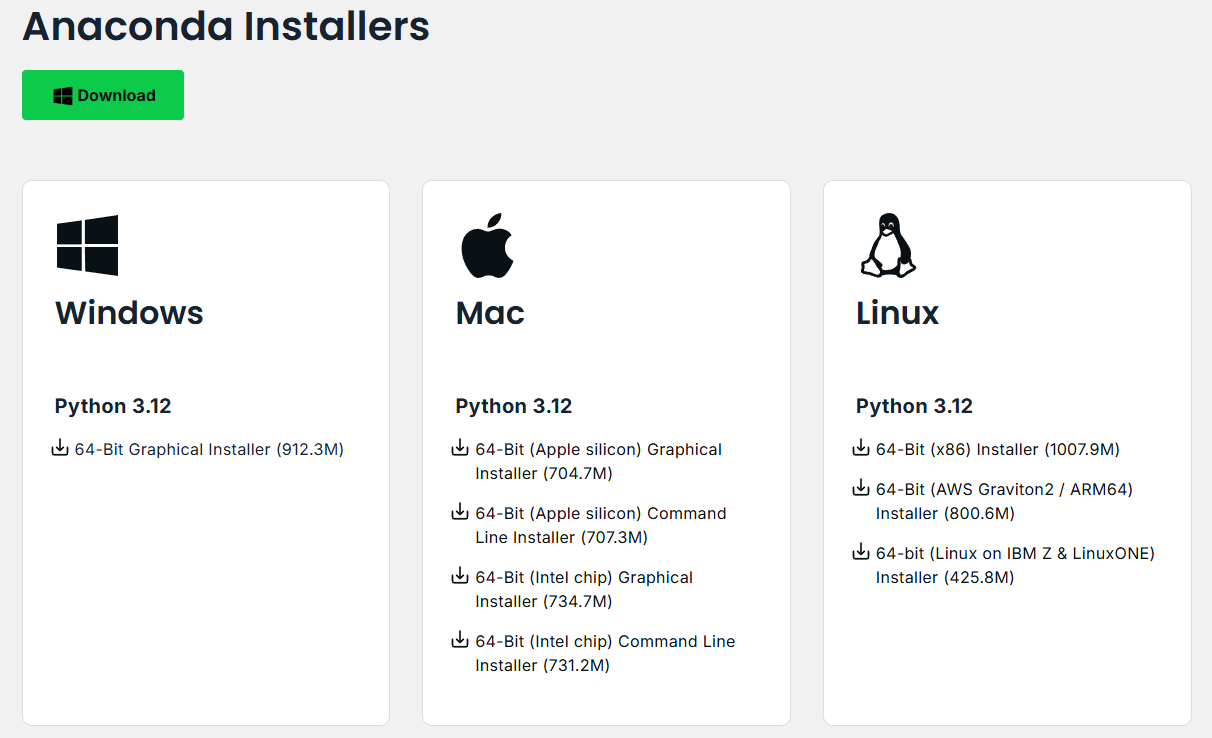 Anaconda Installers
Download
Windows
Python 3.12
64-Bit Graphical Installer (912.3M)
Mac
Python 3.12
64-Bit (Apple silicon) Graphical
Installer (704.7M)
64-Bit (Apple silicon) Command
Line Installer (707.3M)
64-Bit (Intel chip) Graphical
Installer (734.7M)
64-Bit (Intel chip) Command Line
Installer (731.2M)
Linux
Python 3.12
64-Bit (x86) Installer (1007.9M)
64-Bit (AWS Graviton2 / ARM64)
Installer (800.6M)
64-bit (Linux on IBM Z & LinuxONE)
Installer (425.8M)